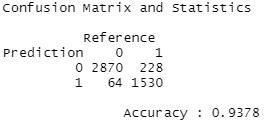 Confusion Matrix and Statistics
Reference
Prediction 0 1
0 2870 228
1 64 1530
Accuracy : 0.9378